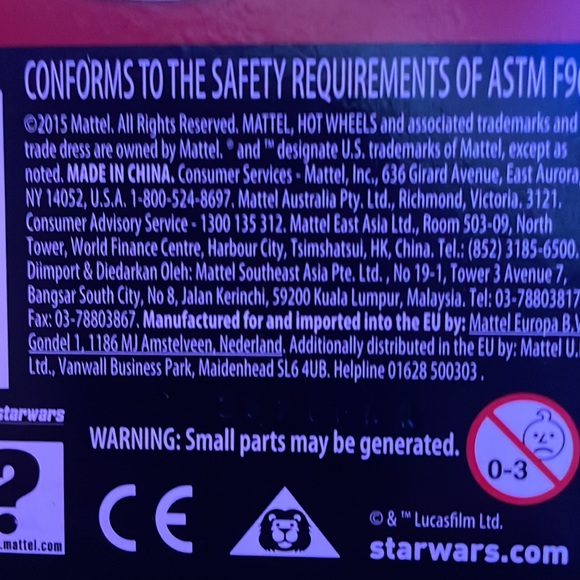 CONFORMS TO THE SAFETY REQUIREMENTS OF ASTM F9
©2015 Mattel. All Rights Reserved. MATTEL, HOT WHEELS and associated trademarks and
trade dress are owned by Mattel. ® and ™ designate U.S. trademarks of Mattel, except as
noted. MADE IN CHINA. Consumer Services - Mattel, Inc., 636 Girard Avenue, East Aurora,
NY 14052, U.S.A. 1-800-524-8697. Mattel Australia Pty. Ltd., Richmond, Victoria. 3121.
Consumer Advisory Service - 1300 135 312. Mattel East Asia Ltd., Room 503-09, North
Tower, World Finance Centre, Harbour City, Tsimshatsui, HK, China. Tel.: (852) 3185-6500.
Diimport & Diedarkan Oleh: Mattel Southeast Asia Pte. Ltd. , No 19-1, Tower 3 Avenue 7,
Bangsar South City, No 8, Jalan Kerinchi, 59200 Kuala Lumpur, Malaysia. Tel: 03-78803817
Fax: 03-78803867. Manufactured for and imported into the EU by: Mattel Europa B.V.
Gondel 1, 1186 MJ Amstelveen, Nederland. Additionally distributed in the EU by: Mattel U.
Ltd., Vanwall Business Park, Maidenhead SL6 4UB. Helpline 01628 500303 .
starwars
WARNING: Small parts may be generated.
0-3
?
.mattel.com
CE
© & ™ Lucasfilm Ltd.
starwars.com